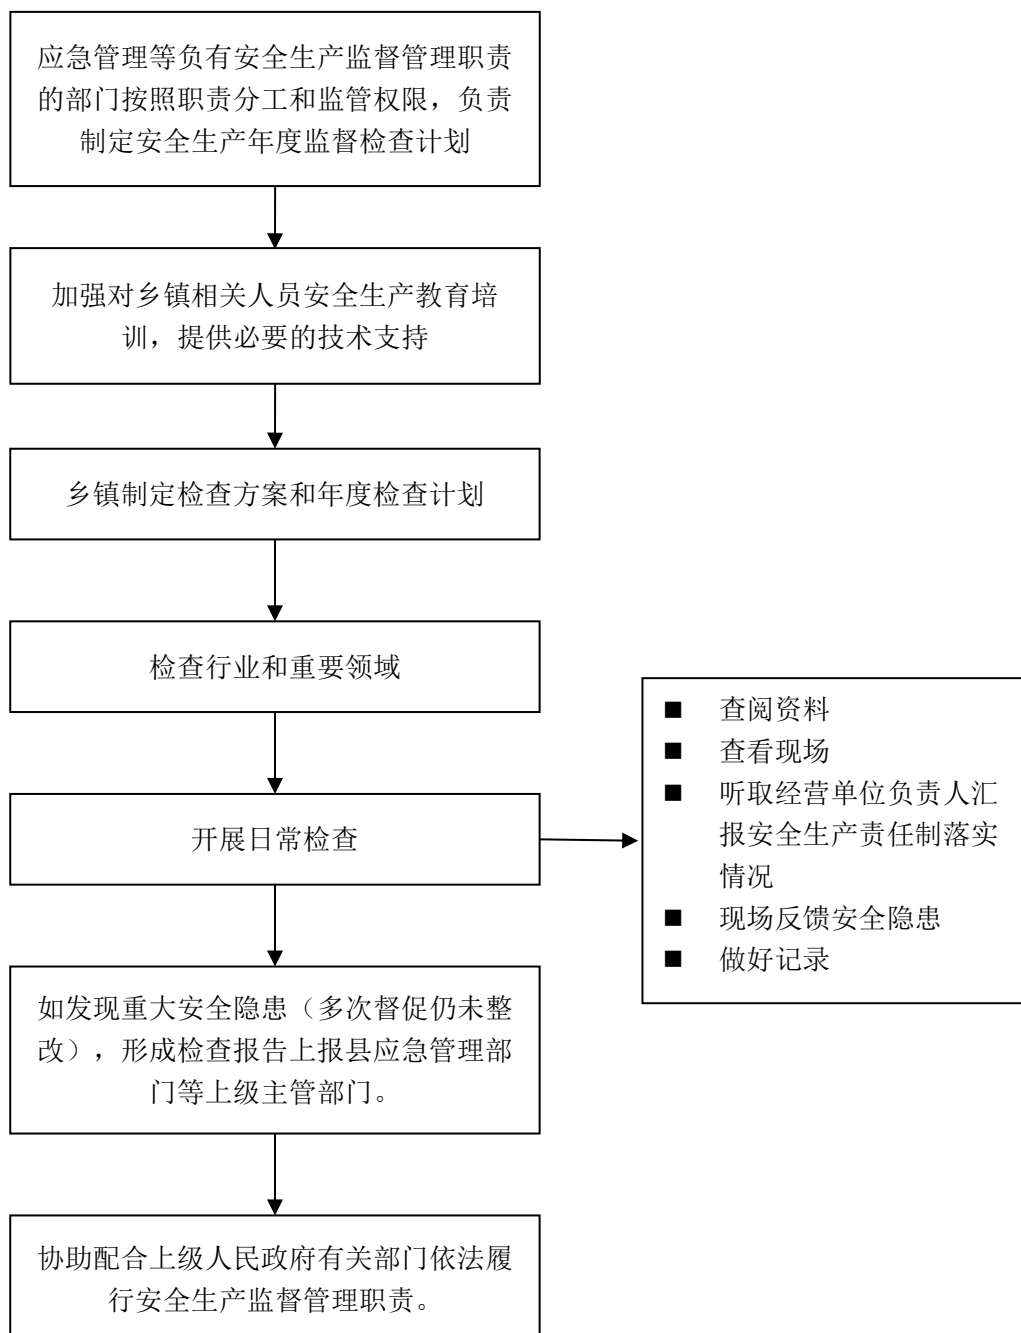 应急管理等负有安全生产监督管理职责
的部门按照职责分工和监管权限，负责
制定安全生产年度监督检查计划
加强对乡镇相关人员安全生产教育培
训，提供必要的技术支持
乡镇制定检查方案和年度检查计划
检查行业和重要领域
开展日常检查
■ 查阅资料
■ 查看现场
■ 听取经营单位负责人汇
报安全生产责任制落实
情况
■ 现场反馈安全隐患
■ 做好记录
如发现重大安全隐患（多次督促仍未整
改），形成检查报告上报县应急管理部
门等上级主管部门。
协助配合上级人民政府有关部门依法履
行安全生产监督管理职责。